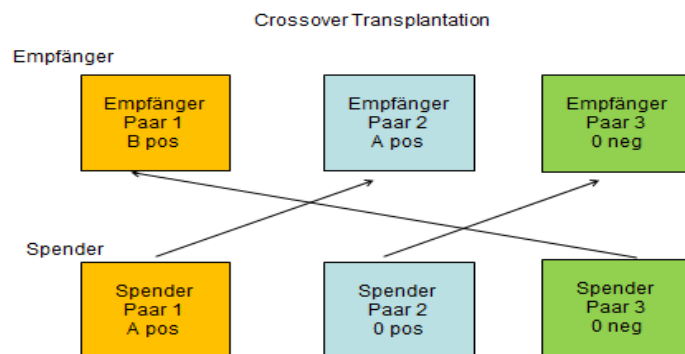 Crossover Transplantation
Empfänger
Empfänger
Paar 1
B pos
Empfänger
Paar 2
A pos
Empfänger
Paar 3
0 neg
Spender
Spender
Paar 1
A pos
Spender
Paar 2
0 pos
Spender
Paar 3
0 neg